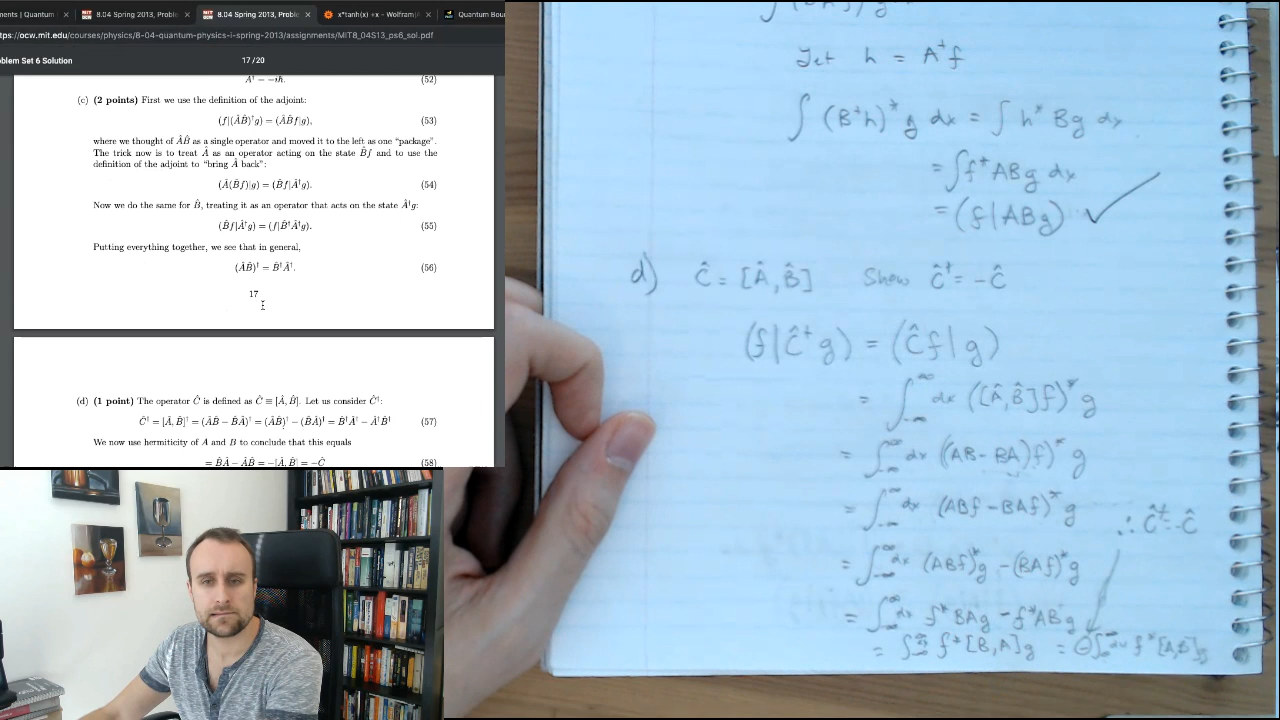 ments | Quantum
8.04 Spring 2013, Proble
8.04 Spring 2013, Proble
x*tanh(x) +x - Wolfram|
Quantum Bou
ttps://ocw.mit.edu/courses/physics/8-04-quantum-physics-i-spring-2013/assignments/MIT8_04S13_ps6_sol.pdf
oblem Set 6 Solution
17 / 20
Â† = −iħ. (52)
(c) (2 points) First we use the definition of the adjoint:
(f|(ÂB̂)†g) = (ÂB̂f|g), (53)
where we thought of ÂB̂ as a single operator and moved it to the left as one “package”.
The trick now is to treat Â as an operator acting on the state B̂f and to use the
definition of the adjoint to “bring Â back”:
(Â(B̂f)|g) = (B̂f|Â†g). (54)
Now we do the same for B̂, treating it as an operator that acts on the state Â†g:
(B̂f|Â†g) = (f|B̂†Â†g). (55)
Putting everything together, we see that in general,
(ÂB̂)† = B̂†Â†. (56)
17
(d) (1 point) The operator Ĉ is defined as Ĉ ≡ [Â, B̂]. Let us consider Ĉ†:
Ĉ† = [Â, B̂]† = (ÂB̂ − B̂Â)† = (ÂB̂)† − (B̂Â)† = B̂†Â† − Â†B̂† (57)
We now use hermiticity of A and B to conclude that this equals
= B̂Â − ÂB̂ = −[Â, B̂] = −Ĉ (58)
Let h = A†f
∫ (B†h)* g dx = ∫ h* Bg dx
= ∫ f* ABg dx
= (f|ABg) ✓
d) Ĉ = [Â, B̂] Show Ĉ† = -Ĉ
(f|Ĉ†g) = (Ĉf|g)
= ∫_-∞^∞ dx ([Â, B̂]f)* g
= ∫_-∞^∞ dx ((AB-BA)f)* g
= ∫_-∞^∞ dx (ABf - BAf)* g
∴ Ĉ† = -Ĉ
= ∫_-∞^∞ dx (ABf)* g - (BAf)* g
= ∫_-∞^∞ dx f* BAg - f* ABg
= ∫_-∞^∞ f* [B, A] g = -∫_-∞^∞ dx f* [A, B] g